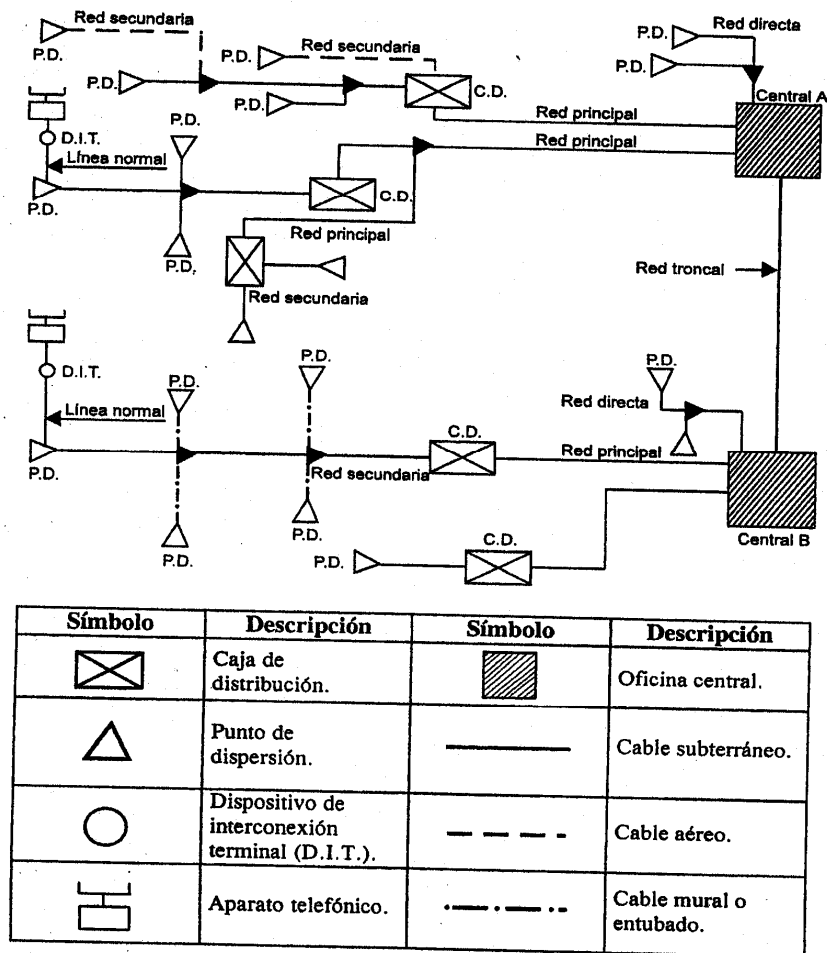 Red secundaria
P.D.
P.D.
Red secundaria
P.D.
Red directa
P.D.
P.D.
P.D.
C.D.
Central A
Red principal
D.I.T.
P.D.
Red principal
Línea normal
P.D.
C.D.
P.D.
Red principal
Red secundaria
Red troncal
D.I.T.
P.D.
P.D.
P.D.
Línea normal
Red directa
C.D.
P.D.
Red secundaria
Red principal
P.D.
P.D.
C.D.
P.D.
Central B
Símbolo Descripción Símbolo Descripción
Caja de
distribución.
Oficina central.
Punto de
dispersión.
Cable subterráneo.
Dispositivo de
interconexión
terminal (D.I.T.).
Cable aéreo.
Aparato telefónico.
Cable mural o
entubado.